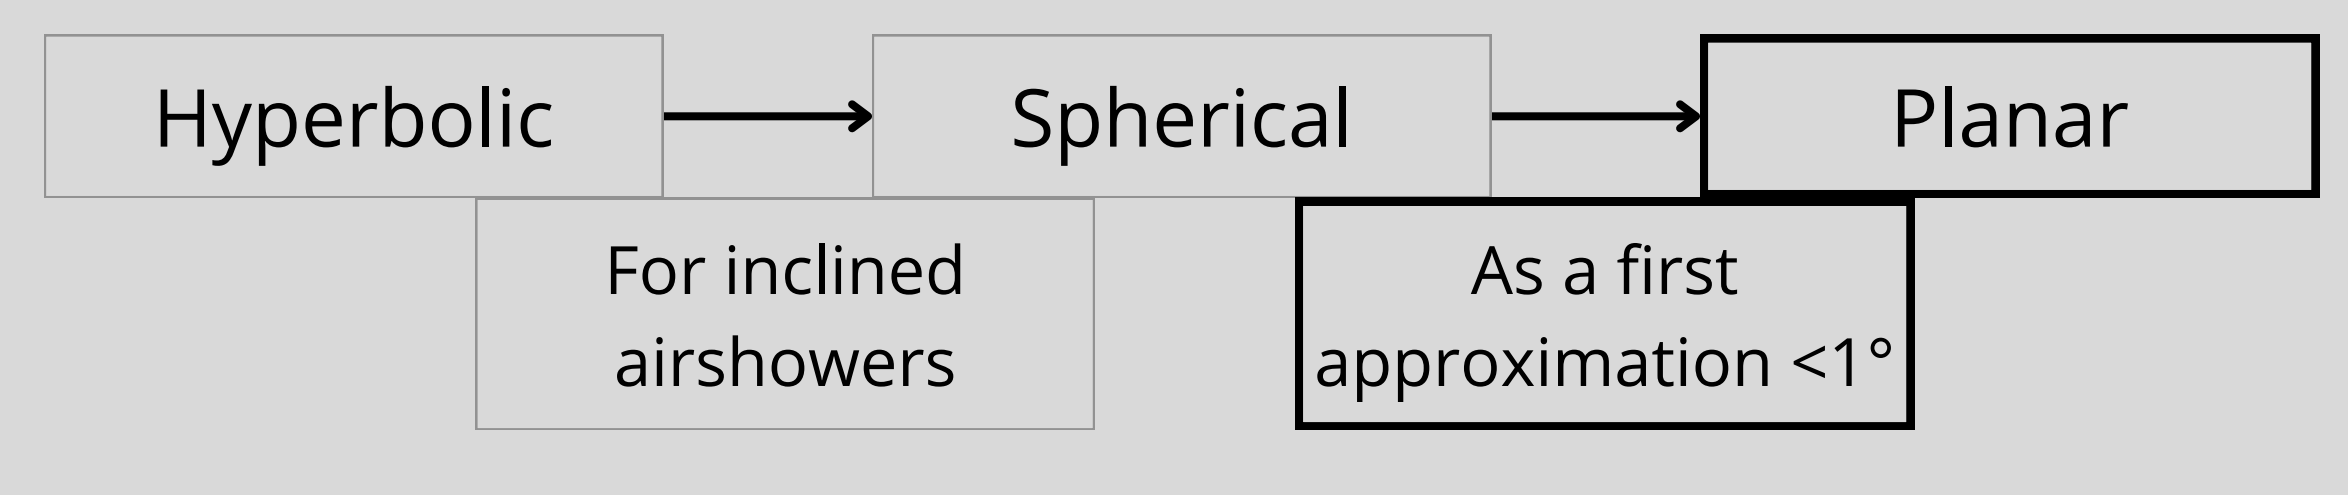 Hyperbolic
Spherical
Planar
For inclined
airshowers
As a first
approximation <1°